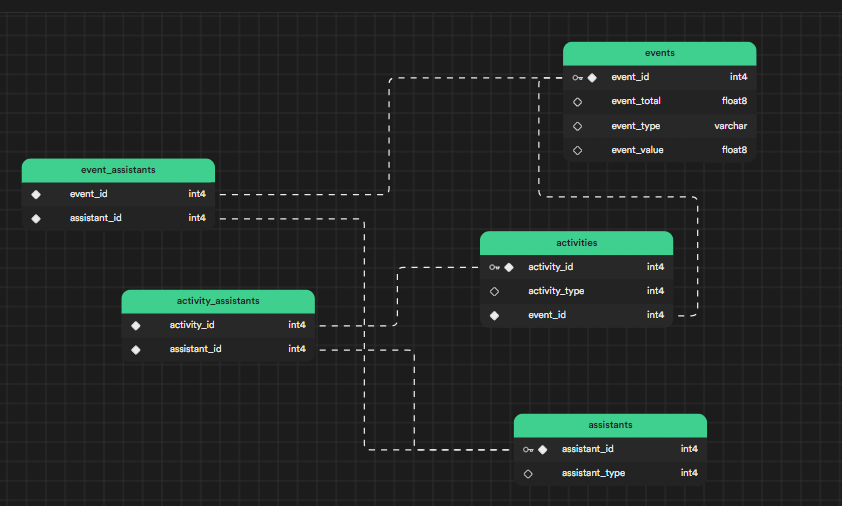 events
event_id int4
event_total float8
event_type varchar
event_value float8
event_assistants
event_id int4
assistant_id int4
activities
activity_id int4
activity_type int4
event_id int4
activity_assistants
activity_id int4
assistant_id int4
assistants
assistant_id int4
assistant_type int4